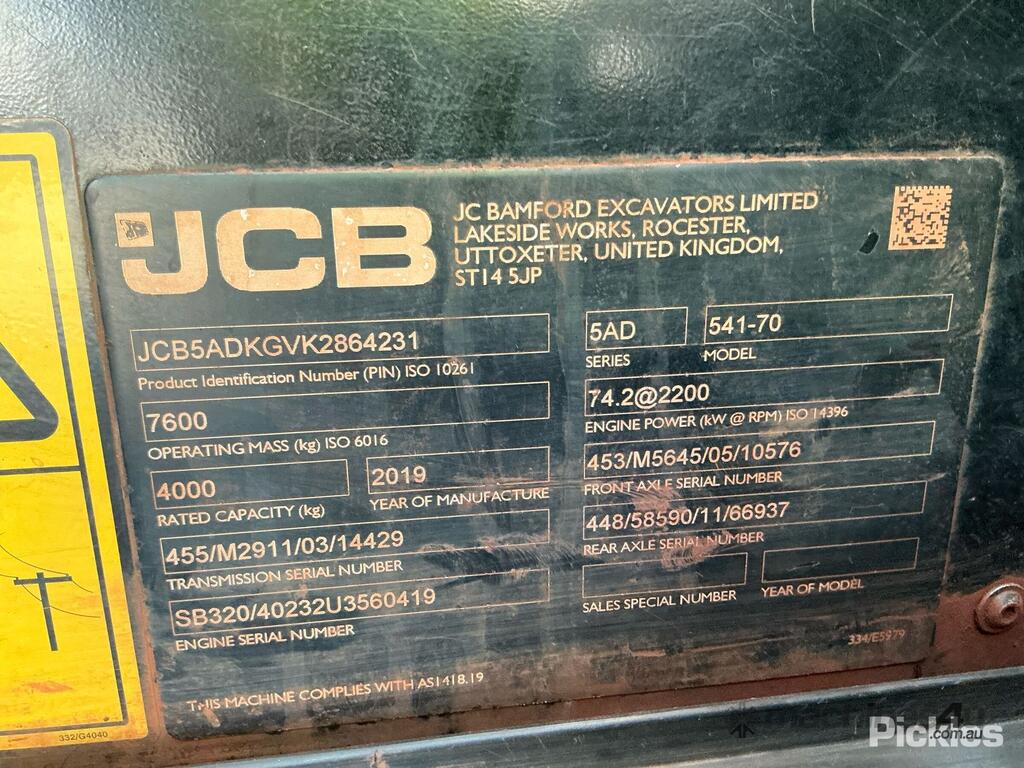 JCB
JC BAMFORD EXCAVATORS LIMITED
LAKESIDE WORKS, ROCESTER,
UTTOXETER, UNITED KINGDOM,
ST14 5JP
JCB5ADKGVK2864231
Product Identification Number (PIN) ISO 10261
5AD
SERIES
541-70
MODEL
7600
OPERATING MASS (kg) ISO 6016
74.2@2200
ENGINE POWER (kW @ RPM) ISO 14396
4000
RATED CAPACITY (kg)
2019
YEAR OF MANUFACTURE
453/M5645/05/10576
FRONT AXLE SERIAL NUMBER
455/M2911/03/14429
TRANSMISSION SERIAL NUMBER
448/58590/11/66937
REAR AXLE SERIAL NUMBER
SB320/40232U3560419
ENGINE SERIAL NUMBER
SALES SPECIAL NUMBER
YEAR OF MODEL
334/E5979
THIS MACHINE COMPLIES WITH AS1418.19
332/G4040
Pickles
.com.au